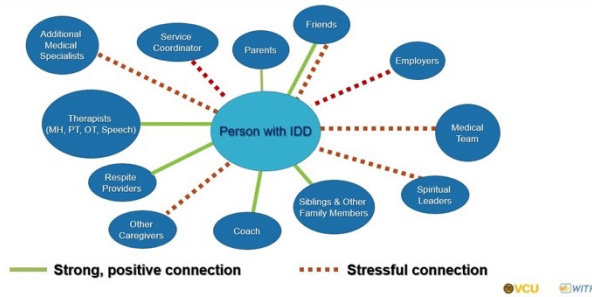 Friends
Additional
Medical
Specialists
Service
Coordinator
Parents
Employers
Therapists
(MH, PT, OT, Speech)
Person with IDD
Medical
Team
Respite
Providers
Spiritual
Leaders
Siblings & Other
Family Members
Other
Caregivers
Coach
Strong, positive connection
Stressful connection
VCU
WITH